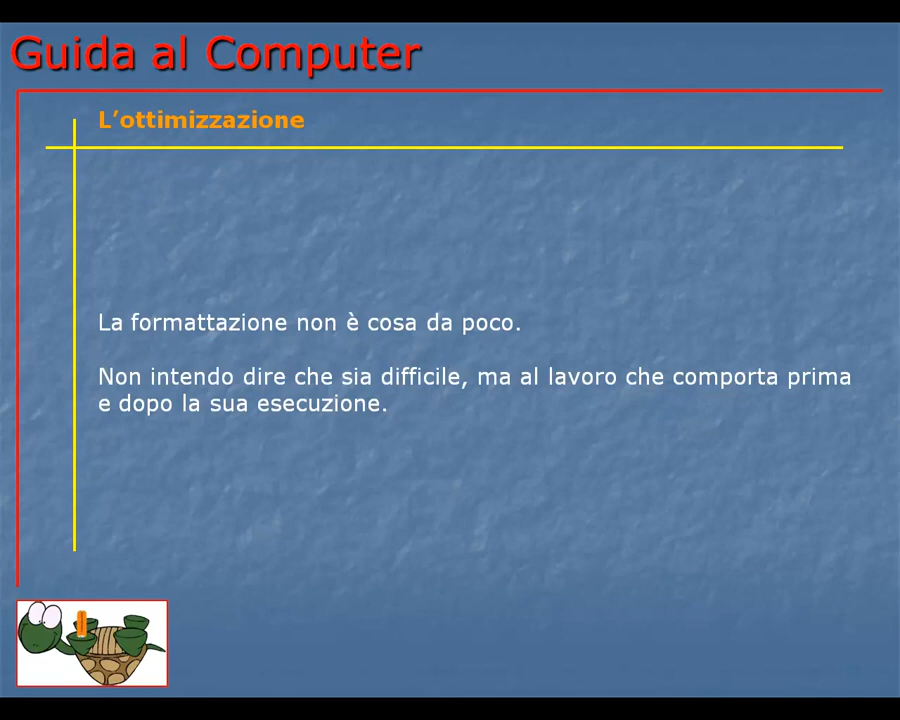 Guida al Computer
L’ottimizzazione
La formattazione non è cosa da poco.
Non intendo dire che sia difficile, ma al lavoro che comporta prima
e dopo la sua esecuzione.